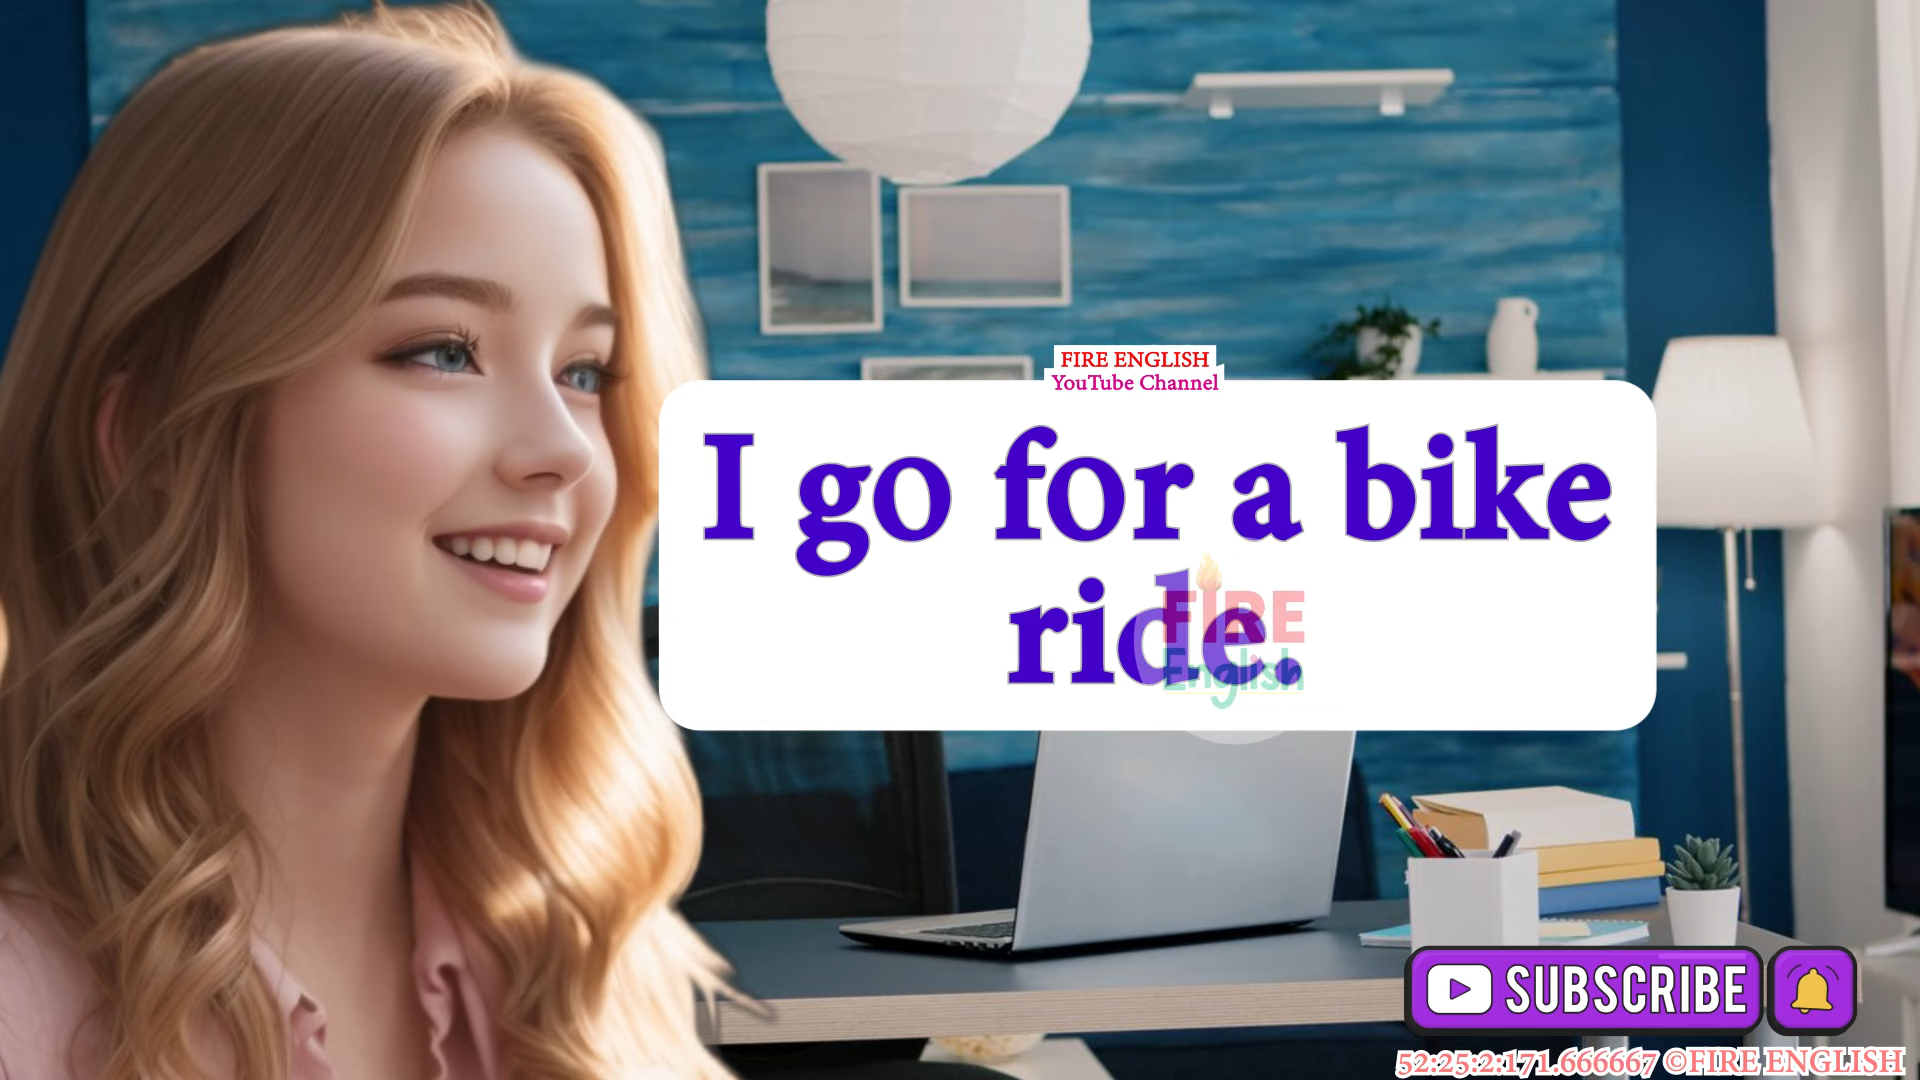 FIRE ENGLISH
YouTube Channel
I go for a bike
ride.
FIRE
English
SUBSCRIBE
52:25:2:171.666667 ©FIRE ENGLISH